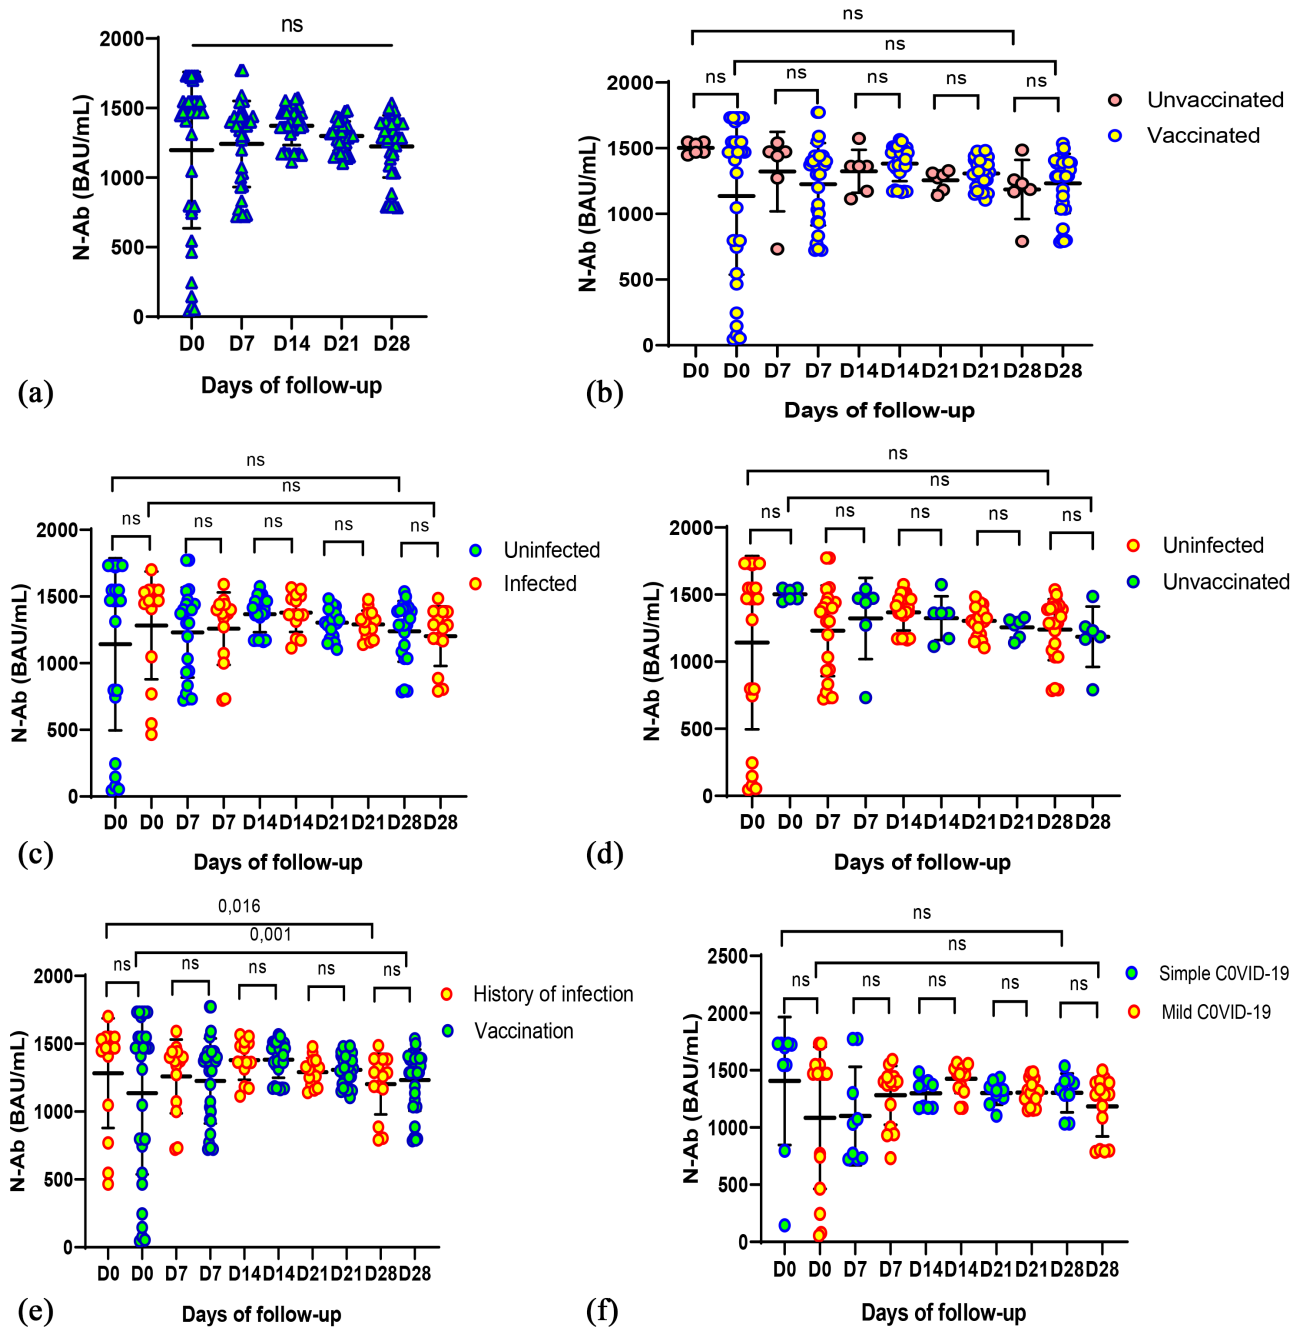 ns
2000
1500
1000
500
0
N-Ab (BAU/mL)
D0 D7 D14 D21 D28
Days of follow-up
(a)
ns
ns
ns ns ns ns ns
2000
1500
1000
500
0
N-Ab (BAU/mL)
Unvaccinated
Vaccinated
D0 D0 D7 D7 D14 D14 D21 D21 D28 D28
Days of follow-up
(b)
ns
ns
ns ns ns ns ns
2000
1500
1000
500
0
N-Ab (BAU/mL)
Uninfected
Infected
D0 D0 D7 D7 D14 D14 D21 D21 D28 D28
Days of follow-up
(c)
ns
ns
ns ns ns ns ns
2000
1500
1000
500
0
N-Ab (BAU/mL)
Uninfected
Unvaccinated
D0 D0 D7 D7 D14 D14 D21 D21 D28 D28
Days of follow-up
(d)
0,016
0,001
ns ns ns ns ns
2000
1500
1000
500
0
N-Ab (BAU/mL)
History of infection
Vaccination
D0 D0 D7 D7 D14 D14 D21 D21 D28 D28
Days of follow-up
(e)
ns
ns
ns ns ns ns ns
2500
2000
1500
1000
500
0
N-Ab (BAU/mL)
Simple C0VID-19
Mild C0VID-19
D0 D0 D7 D7 D14 D14 D21 D21 D28 D28
Days of follow-up
(f)